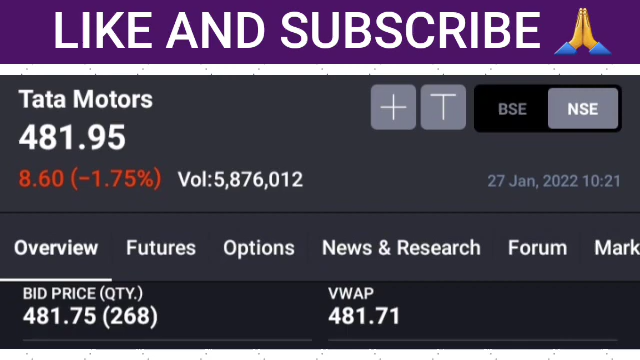 LIKE AND SUBSCRIBE 🙏
Tata Motors
BSE NSE
481.95
8.60 (−1.75%) Vol:5,876,012
27 Jan, 2022 10:21
Overview Futures Options News & Research Forum Mark
BID PRICE (QTY.) VWAP
481.75 (268) 481.71